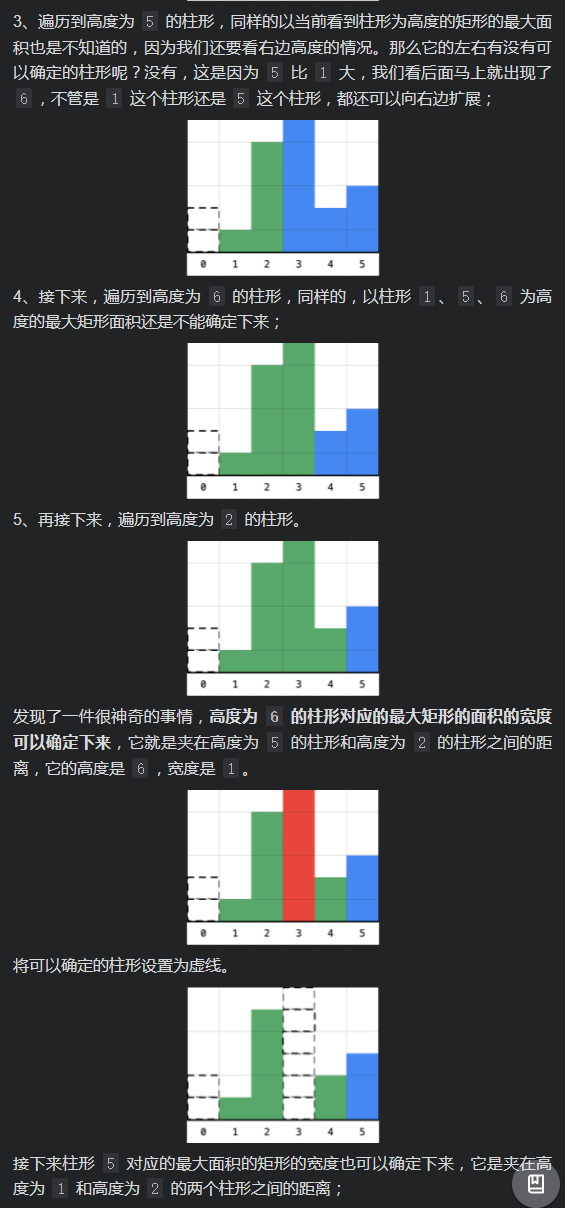 3、遍历到高度为 5 的柱形，同样的以当前看到柱形为高度的矩形的最大面
积也是不知道的，因为我们还要看右边高度的情况。那么它的左右有没有可
以确定的柱形呢？没有，这是因为 5 比 1 大，我们看后面马上就出现了
6 ，不管是 1 这个柱形还是 5 这个柱形，都还可以向右边扩展；
0 1 2 3 4 5
4、接下来，遍历到高度为 6 的柱形，同样的，以柱形 1 、 5 、 6 为高
度的最大矩形面积还是不能确定下来；
0 1 2 3 4 5
5、再接下来，遍历到高度为 2 的柱形。
0 1 2 3 4 5
发现了一件很神奇的事情，高度为 6 的柱形对应的最大矩形的面积的宽度
可以确定下来，它就是夹在高度为 5 的柱形和高度为 2 的柱形之间的距
离，它的高度是 6 ，宽度是 1 。
0 1 2 3 4 5
将可以确定的柱形设置为虚线。
0 1 2 3 4 5
接下来柱形 5 对应的最大面积的矩形的宽度也可以确定下来，它是夹在高
度为 1 和高度为 2 的两个柱形之间的距离；